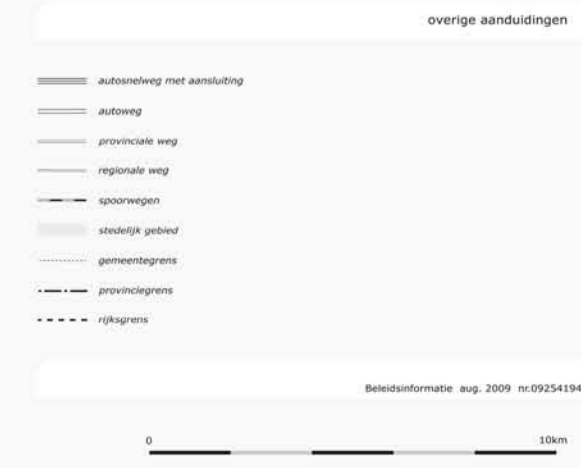 overige aanduidingen
autosnelweg met aansluiting
autoweg
provinciale weg
regionale weg
spoorwegen
stedelijk gebied
gemeentegrens
provinciegrens
rijksgrens
Beleidsinformatie aug. 2009 nr.09254194
0 10km